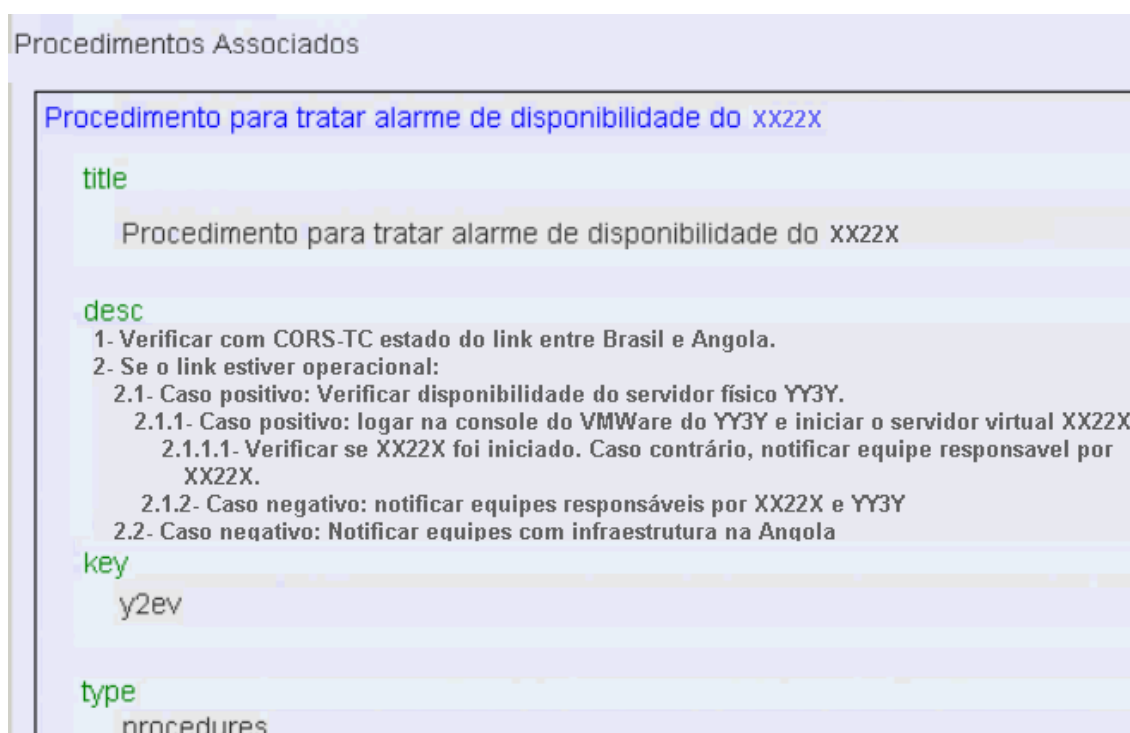 Procedimentos Associados
Procedimento para tratar alarme de disponibilidade do XX22X
title
Procedimento para tratar alarme de disponibilidade do XX22X
desc
1- Verificar com CORS-TC estado do link entre Brasil e Angola.
2- Se o link estiver operacional:
2.1- Caso positivo: Verificar disponibilidade do servidor físico YY3Y.
2.1.1- Caso positivo: logar na console do VMWare do YY3Y e iniciar o servidor virtual XX22X
2.1.1.1- Verificar se XX22X foi iniciado. Caso contrário, notificar equipe responsavel por
XX22X.
2.1.2- Caso negativo: notificar equipes responsáveis por XX22X e YY3Y
2.2- Caso negativo: Notificar equipes com infraestrutura na Angola
key
y2ev
type
procedures